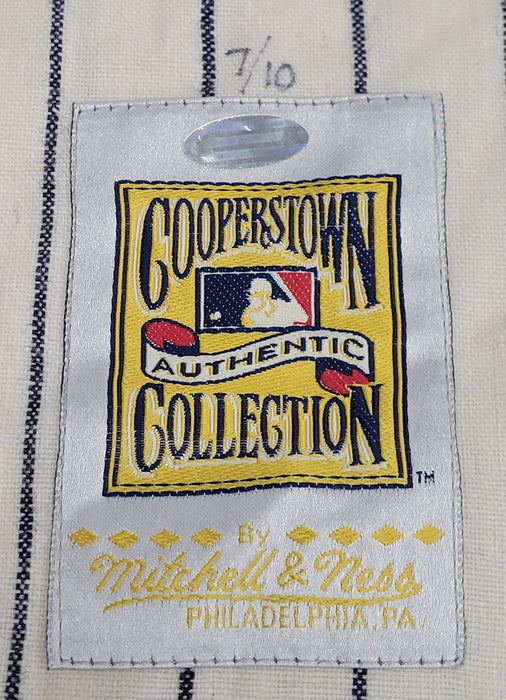 7/10
COOPERSTOWN
AUTHENTIC
COLLECTION
TM
By
Mitchell & Ness
PHILADELPHIA, PA.